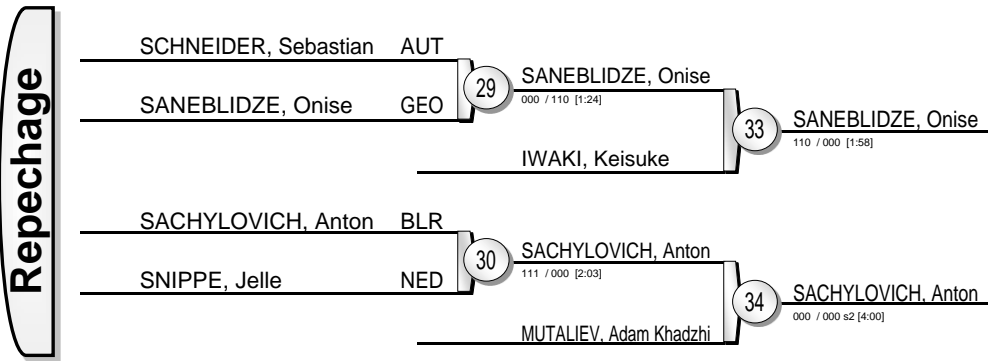 Repechage
SCHNEIDER, Sebastian AUT
SANEBLIDZE, Onise GEO
29
SANEBLIDZE, Onise
000 / 110 [1:24]
IWAKI, Keisuke
33
SANEBLIDZE, Onise
110 / 000 [1:58]
SACHYLOVICH, Anton BLR
SNIPPE, Jelle NED
30
SACHYLOVICH, Anton
111 / 000 [2:03]
MUTALIEV, Adam Khadzhi
34
SACHYLOVICH, Anton
000 / 000 s2 [4:00]